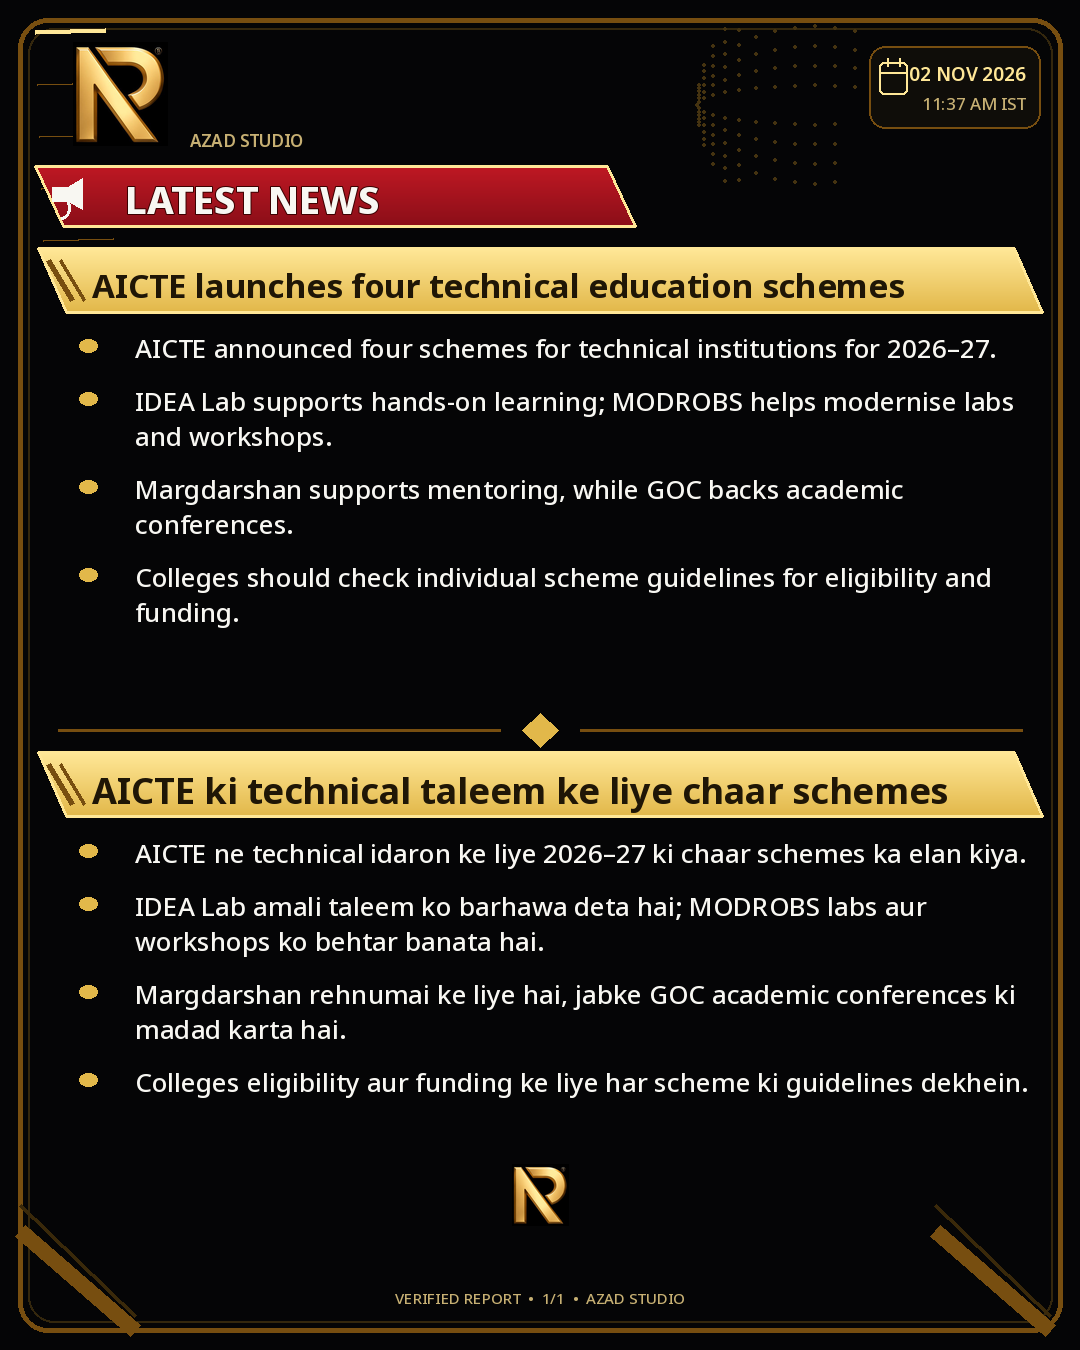 R
02 NOV 2026
11:37 AM IST
AZAD STUDIO
LATEST NEWS
AICTE launches four technical education schemes
AICTE announced four schemes for technical institutions for 2026–27.
IDEA Lab supports hands-on learning; MODROBS helps modernise labs
and workshops.
Margdarshan supports mentoring, while GOC backs academic
conferences.
Colleges should check individual scheme guidelines for eligibility and
funding.
AICTE ki technical taleem ke liye chaar schemes
AICTE ne technical idaron ke liye 2026–27 ki chaar schemes ka elan kiya.
IDEA Lab amali taleem ko barhawa deta hai; MODROBS labs aur
workshops ko behtar banata hai.
Margdarshan rehnumai ke liye hai, jabke GOC academic conferences ki
madad karta hai.
Colleges eligibility aur funding ke liye har scheme ki guidelines dekhein.
R
VERIFIED REPORT • 1/1 • AZAD STUDIO